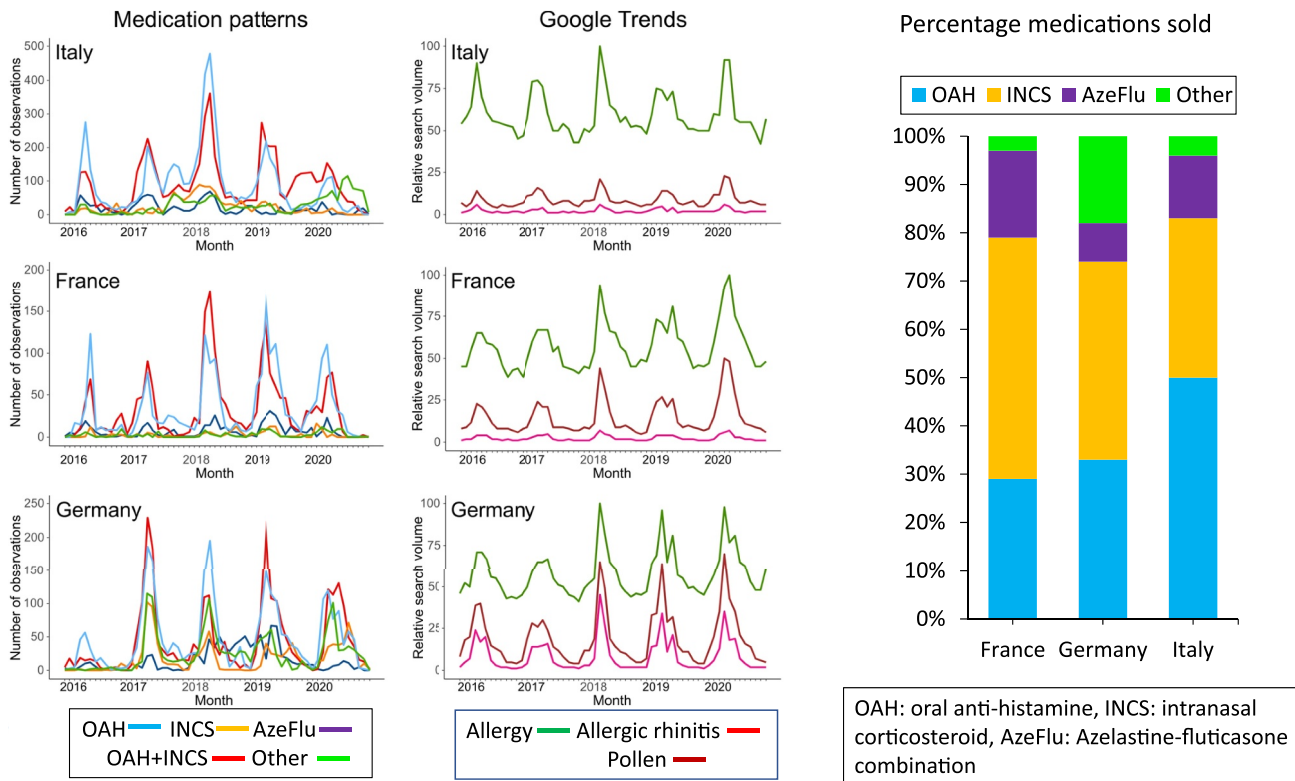 Medication patterns
Italy
Number of observations
500
400
300
200
100
0
2016 2017 2018 2019 2020
Month
France
Number of observations
200
150
100
50
0
2016 2017 2018 2019 2020
Month
Germany
Number of observations
250
200
150
100
50
0
2016 2017 2018 2019 2020
Month
OAH INCS AzeFlu
OAH+INCS Other
Google Trends
Italy
Relative search volume
100
75
50
25
0
2016 2017 2018 2019 2020
Month
France
Relative search volume
100
75
50
25
0
2016 2017 2018 2019 2020
Month
Germany
Relative search volume
100
75
50
25
0
2016 2017 2018 2019 2020
Month
Allergy Allergic rhinitis
Pollen
Percentage medications sold
OAH INCS AzeFlu Other
100%
90%
80%
70%
60%
50%
40%
30%
20%
10%
0%
France Germany Italy
OAH: oral anti-histamine, INCS: intranasal
corticosteroid, AzeFlu: Azelastine-fluticasone
combination